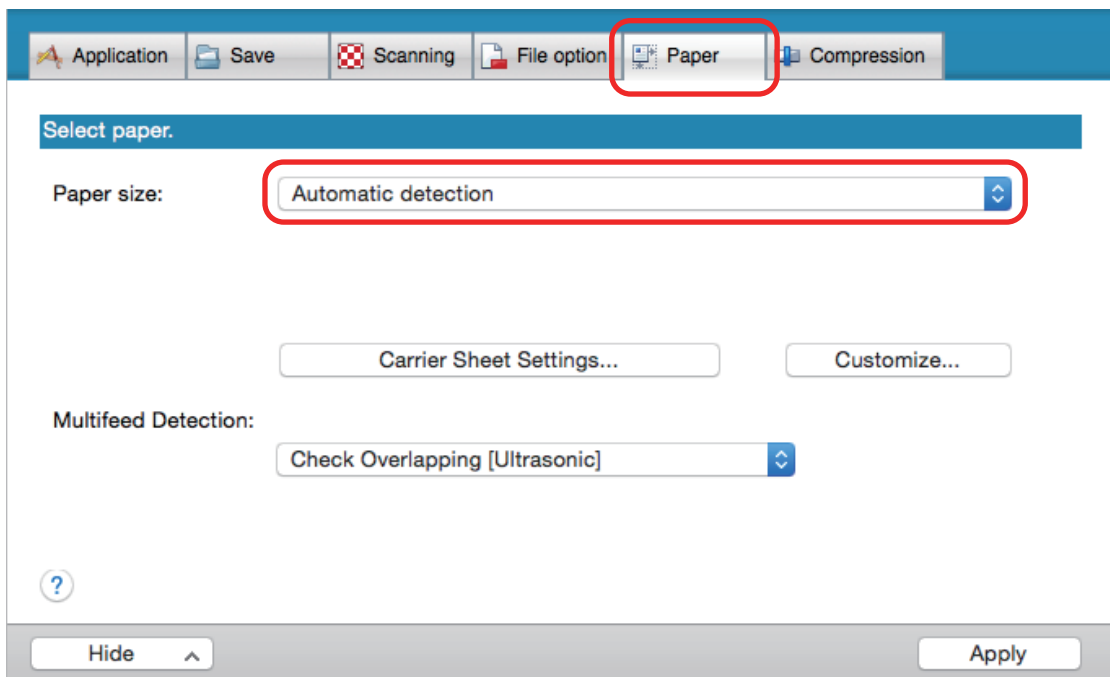 Application Save Scanning File option Paper Compression
Select paper.
Paper size: Automatic detection
Carrier Sheet Settings... Customize...
Multifeed Detection:
Check Overlapping [Ultrasonic]
?
Hide Apply